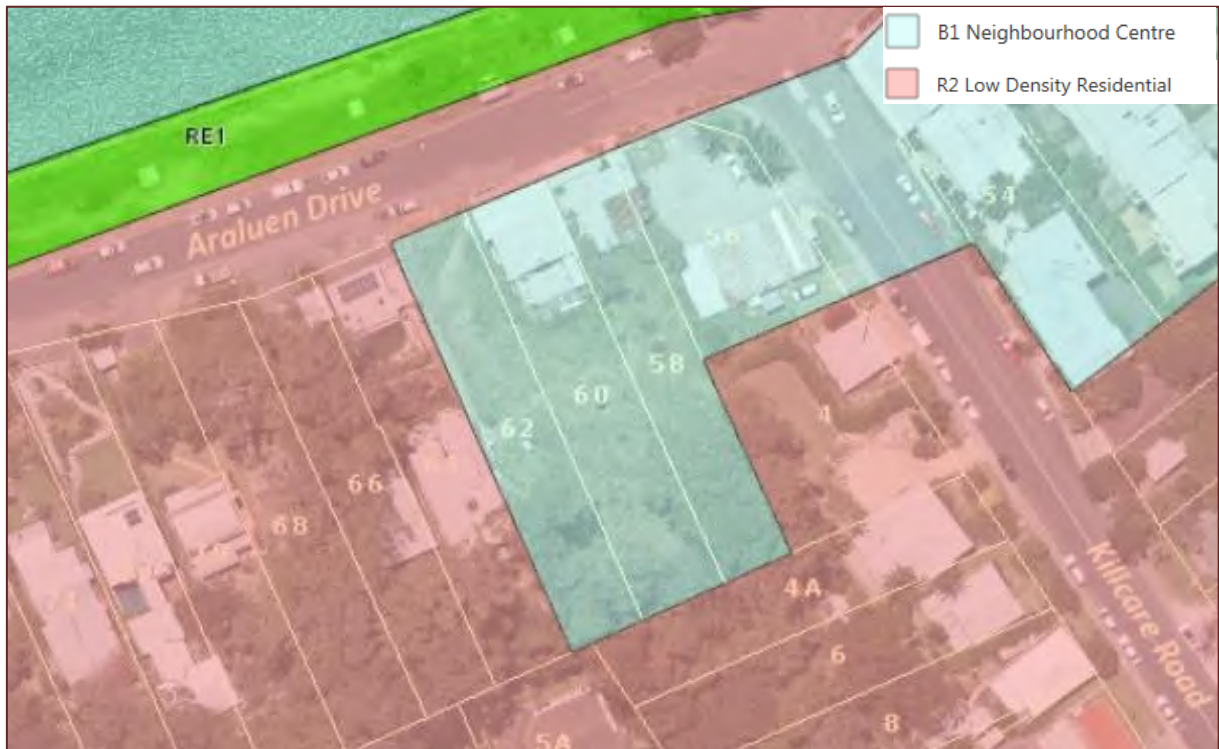 B1 Neighbourhood Centre
R2 Low Density Residential
RE1
Araluen Drive
54
56
58
60
62
66
68
4
4A
6
8
5A
Killcare Road